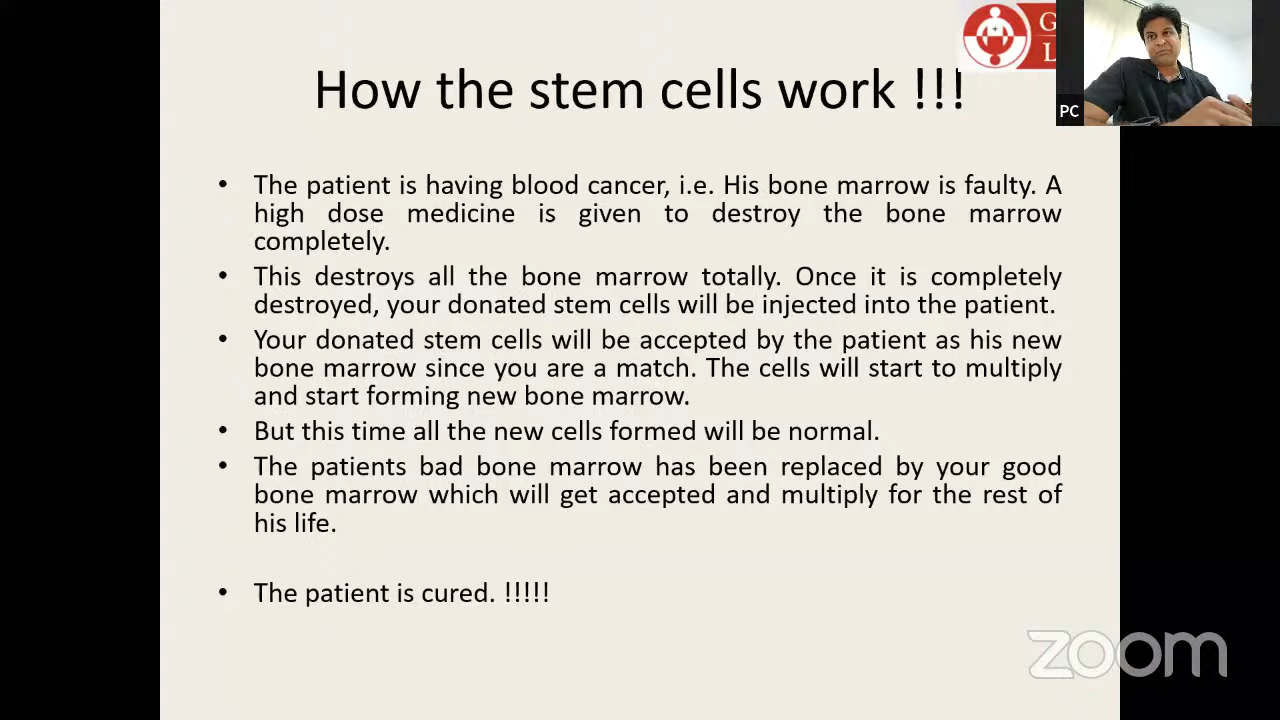 How the stem cells work !!!
G
L
PC
• The patient is having blood cancer, i.e. His bone marrow is faulty. A
high dose medicine is given to destroy the bone marrow
completely.
• This destroys all the bone marrow totally. Once it is completely
destroyed, your donated stem cells will be injected into the patient.
• Your donated stem cells will be accepted by the patient as his new
bone marrow since you are a match. The cells will start to multiply
and start forming new bone marrow.
• But this time all the new cells formed will be normal.
• The patients bad bone marrow has been replaced by your good
bone marrow which will get accepted and multiply for the rest of
his life.
• The patient is cured. !!!!!
zoom